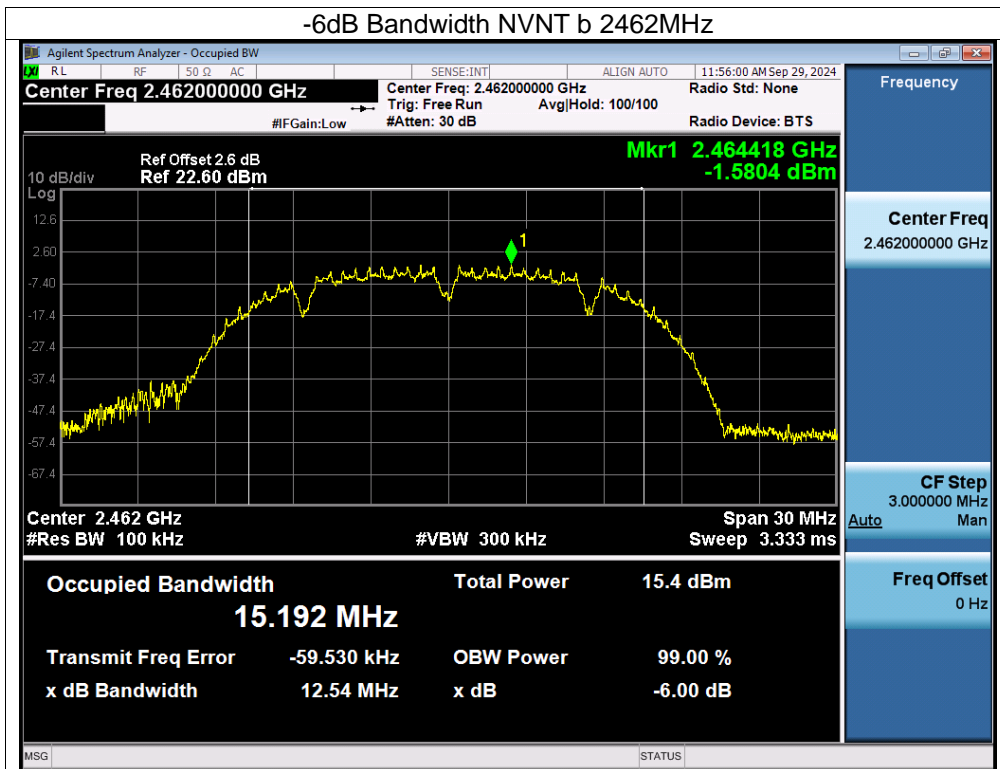 -6dB Bandwidth NVNT b 2462MHz
Agilent Spectrum Analyzer - Occupied BW
LXI RL RF 50 Ω AC SENSE:INT ALIGN AUTO 11:56:00 AM Sep 29, 2024
Center Freq 2.462000000 GHz Center Freq: 2.462000000 GHz Radio Std: None
Trig: Free Run Avg|Hold: 100/100
#IFGain:Low #Atten: 30 dB Radio Device: BTS
Frequency
Mkr1 2.464418 GHz
-1.5804 dBm
Ref Offset 2.6 dB
10 dB/div Ref 22.60 dBm
Log
12.6
2.60
-7.40
-17.4
-27.4
-37.4
-47.4
-57.4
-67.4
1
Center 2.462 GHz Span 30 MHz
#Res BW 100 kHz #VBW 300 kHz Sweep 3.333 ms
Center Freq
2.462000000 GHz
CF Step
3.000000 MHz
Auto Man
Freq Offset
0 Hz
Occupied Bandwidth Total Power 15.4 dBm
15.192 MHz
Transmit Freq Error -59.530 kHz OBW Power 99.00 %
x dB Bandwidth 12.54 MHz x dB -6.00 dB
MSG STATUS